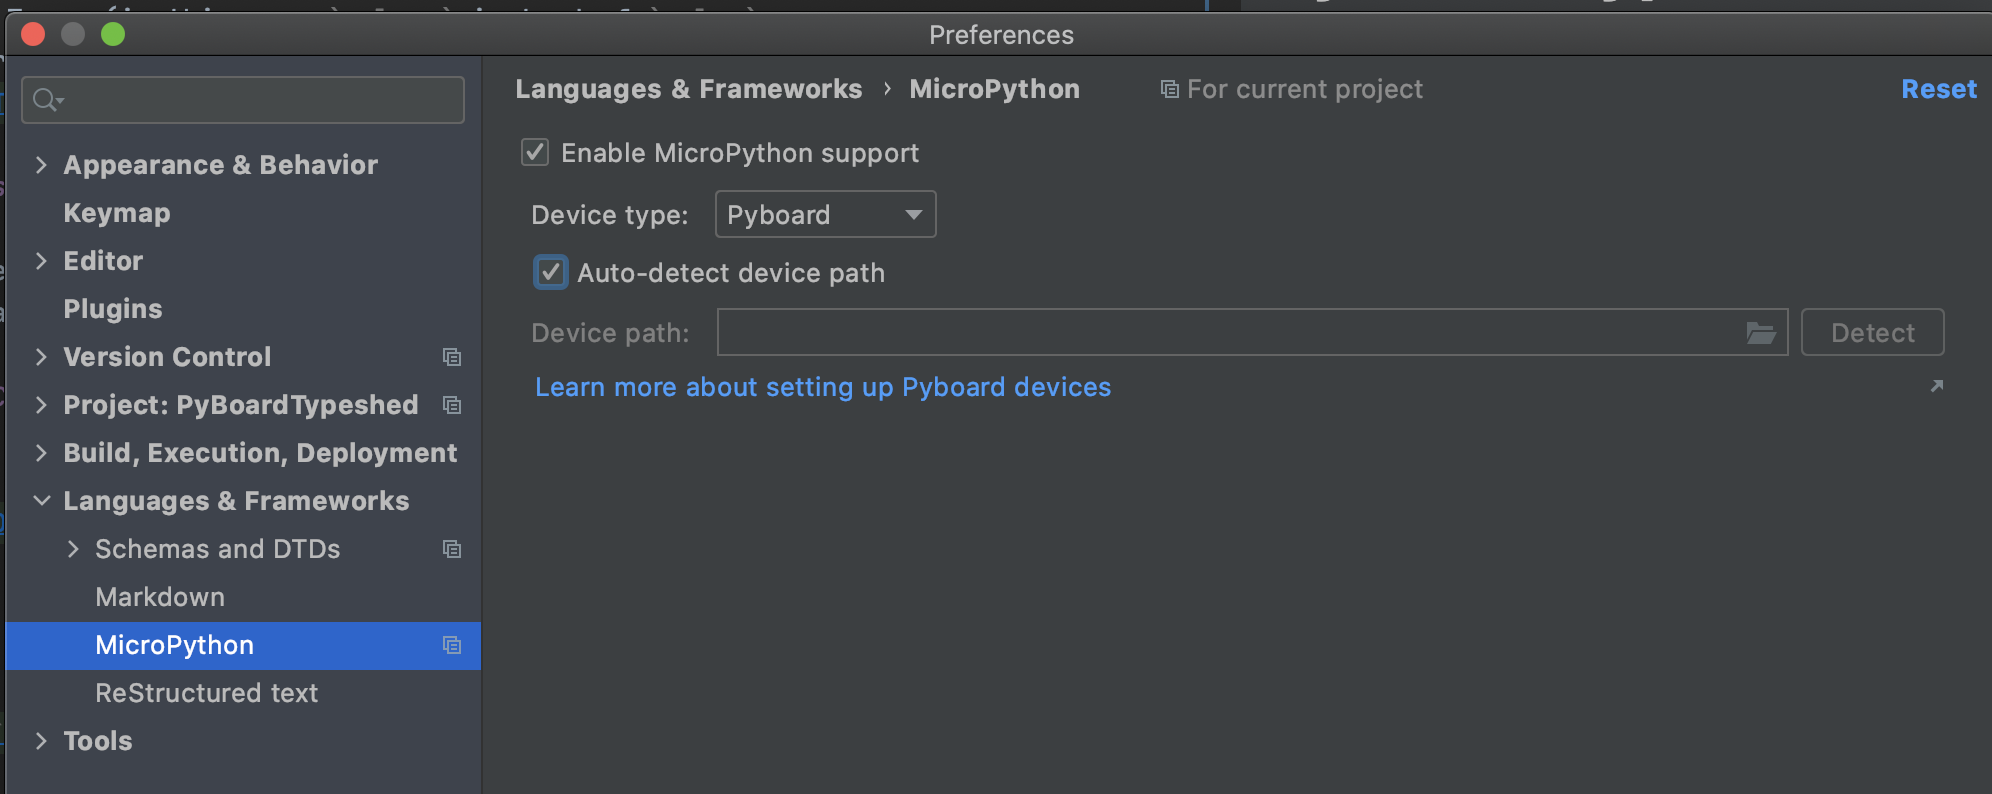 Preferences
Languages & Frameworks › MicroPython
For current project
Reset
Appearance & Behavior
Keymap
Editor
Plugins
Version Control
Project: PyBoardTypeshed
Build, Execution, Deployment
Languages & Frameworks
Schemas and DTDs
Markdown
MicroPython
ReStructured text
Tools
Enable MicroPython support
Device type: Pyboard
Auto-detect device path
Device path: Detect
Learn more about setting up Pyboard devices